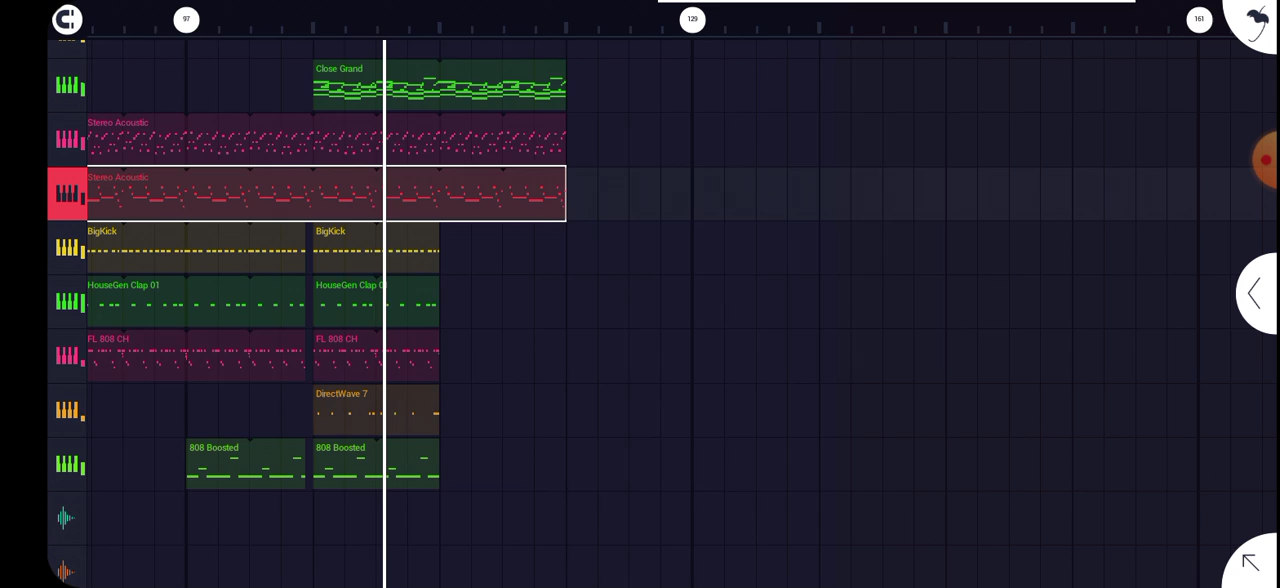 97
129
161
Close Grand
Stereo Acoustic
Stereo Acoustic
BigKick
BigKick
HouseGen Clap 01
HouseGen Clap 0
FL 808 CH
FL 808 CH
DirectWave 7
808 Boosted
808 Boosted